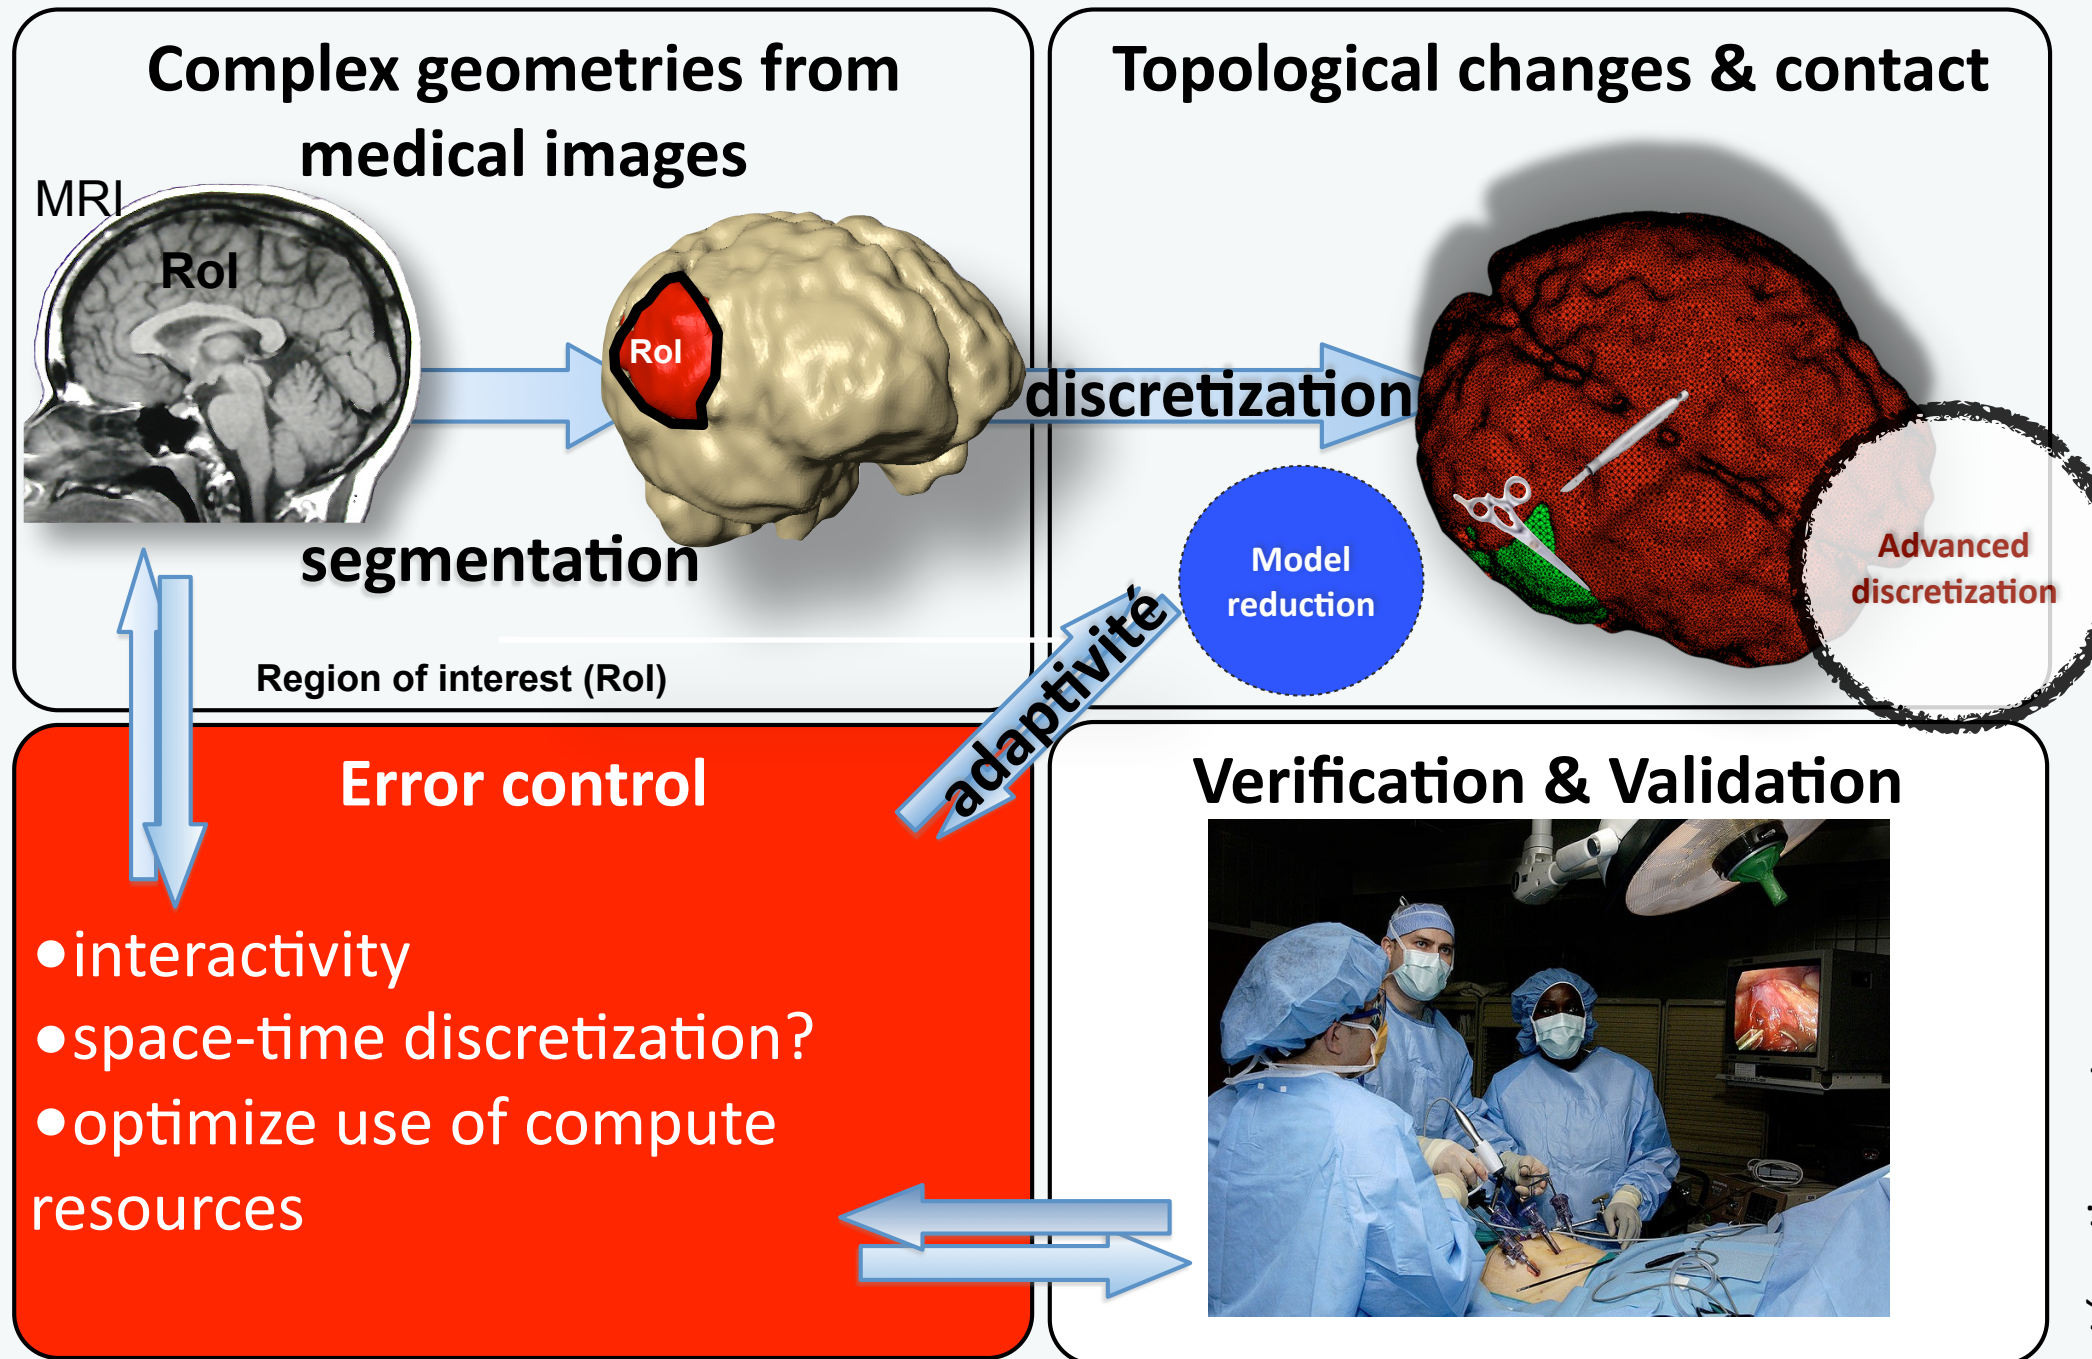 Complex geometries from
medical images
MRI
RoI
RoI
segmentation
Region of interest (RoI)
Topological changes & contact
discretization
Model
reduction
Advanced
discretization
adaptivité
Error control
•interactivity
•space-time discretization?
•optimize use of compute
resources
Verification & Validation